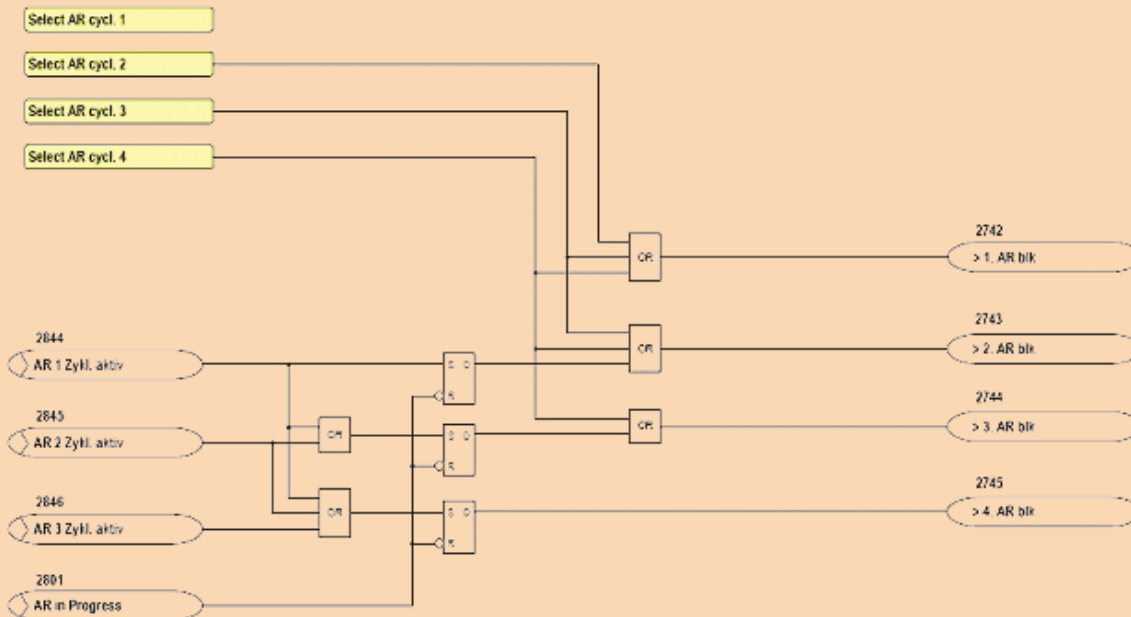 Select AR cycl. 1
Select AR cycl. 2
Select AR cycl. 3
Select AR cycl. 4
2742
> 1. AR blk
OR
2743
> 2. AR blk
OR
2844
AR 1 Zykl. aktiv
S Q
R
2744
> 3. AR blk
OR
2845
AR 2 Zykl. aktiv
OR
S Q
R
2745
> 4. AR blk
2846
AR 3 Zykl. aktiv
OR
S Q
R
2801
AR in Progress